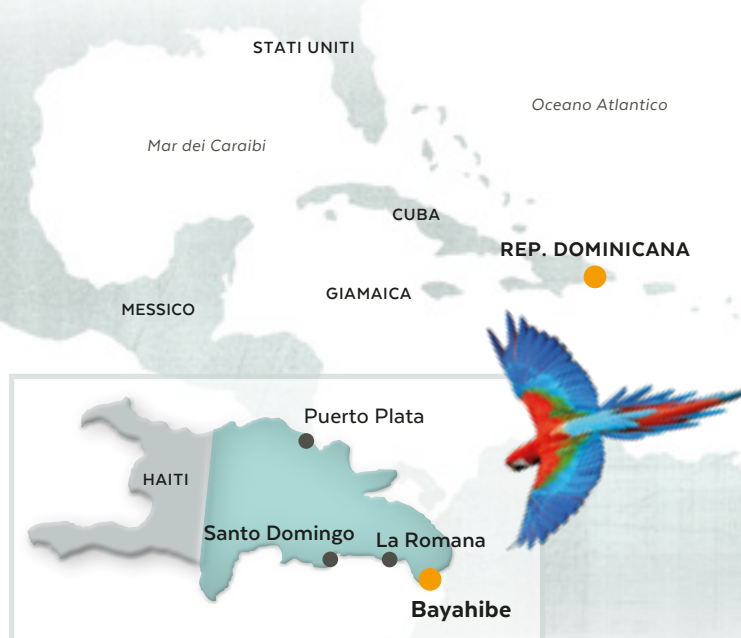 STATI UNITI
Oceano Atlantico
Mar dei Caraibi
CUBA
REP. DOMINICANA
GIAMAICA
MESSICO
Puerto Plata
HAITI
Santo Domingo
La Romana
Bayahibe